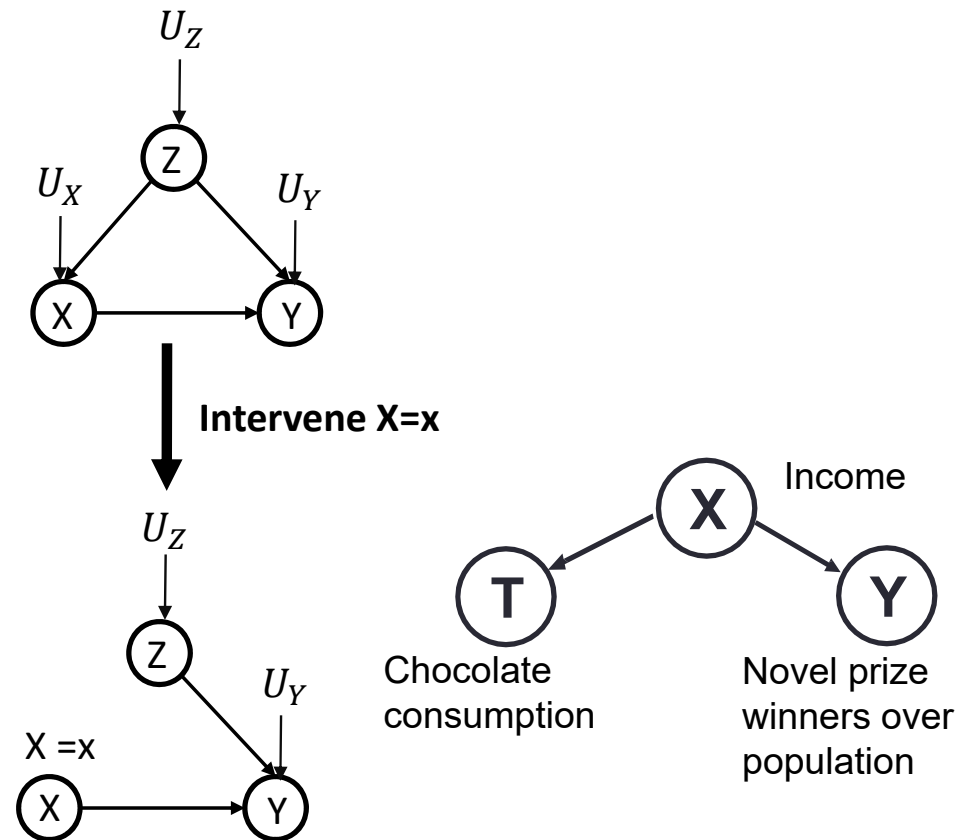 U_Z
Z
U_X
U_Y
X
Y
Intervene X=x
U_Z
Z
U_Y
X =x
X
Y
X
Income
T
Y
Chocolate
consumption
Novel prize
winners over
population